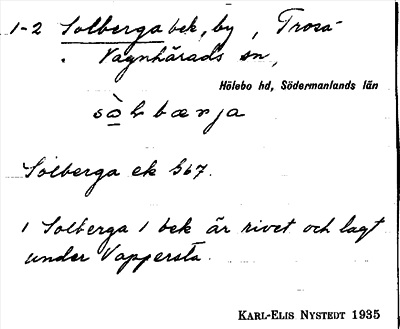 1-2 Solberga bek, by, Trosa-
Vagnhärads sn,
Hölebo hd, Södermanlands län
sòlbærja
Solberga ek 567.
1 Solberga 1 bek är rivet och lagt
under Vappersta.
KARL-ELIS NYSTEDT 1935